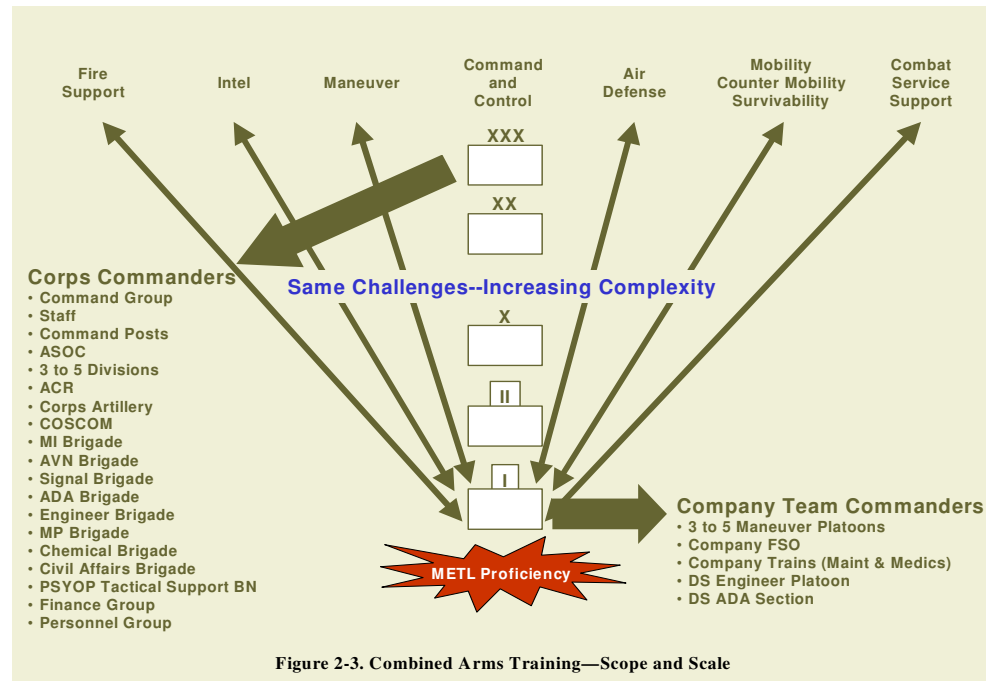 Fire
Support
Intel
Maneuver
Command
and
Control
Air
Defense
Mobility
Counter Mobility
Survivability
Combat
Service
Support
XXX
XX
Same Challenges--Increasing Complexity
X
II
I
Corps Commanders
• Command Group
• Staff
• Command Posts
• ASOC
• 3 to 5 Divisions
• ACR
• Corps Artillery
• COSCOM
• MI Brigade
• AVN Brigade
• Signal Brigade
• ADA Brigade
• Engineer Brigade
• MP Brigade
• Chemical Brigade
• Civil Affairs Brigade
• PSYOP Tactical Support BN
• Finance Group
• Personnel Group
Company Team Commanders
• 3 to 5 Maneuver Platoons
• Company FSO
• Company Trains (Maint & Medics)
• DS Engineer Platoon
• DS ADA Section
METL Proficiency
Figure 2-3. Combined Arms Training—Scope and Scale